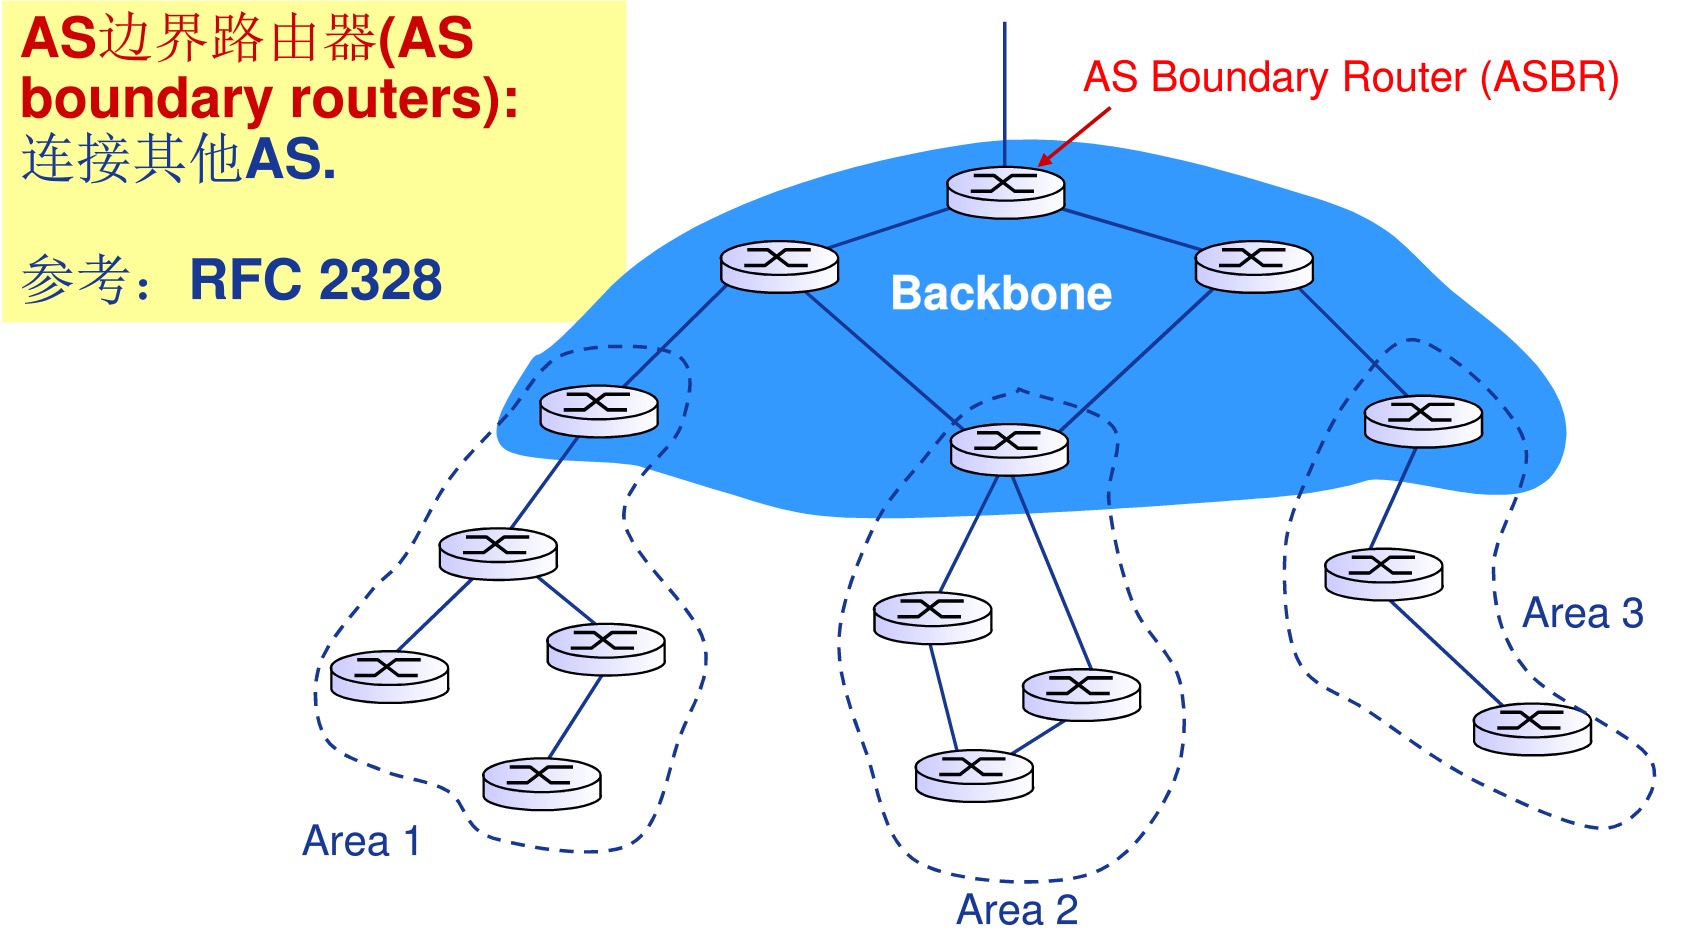 AS边界路由器(AS
boundary routers):
连接其他AS.
参考：RFC 2328
AS Boundary Router (ASBR)
Backbone
Area 3
Area 1
Area 2